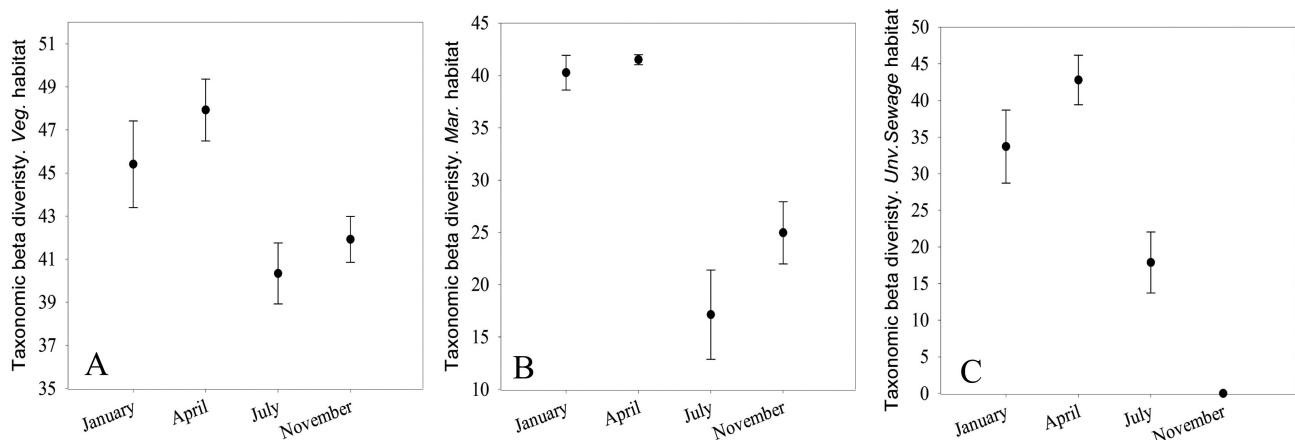 Taxonomic beta diveristy. Veg. habitat
51
49
47
45
43
41
39
37
35
A
January
April
July
November
Taxonomic beta diveristy. Mar. habitat
45
40
35
30
25
20
15
10
B
January
April
July
November
Taxonomic beta diveristy. Unv.Sewage habitat
50
45
40
35
30
25
20
15
10
5
0
C
January
April
July
November